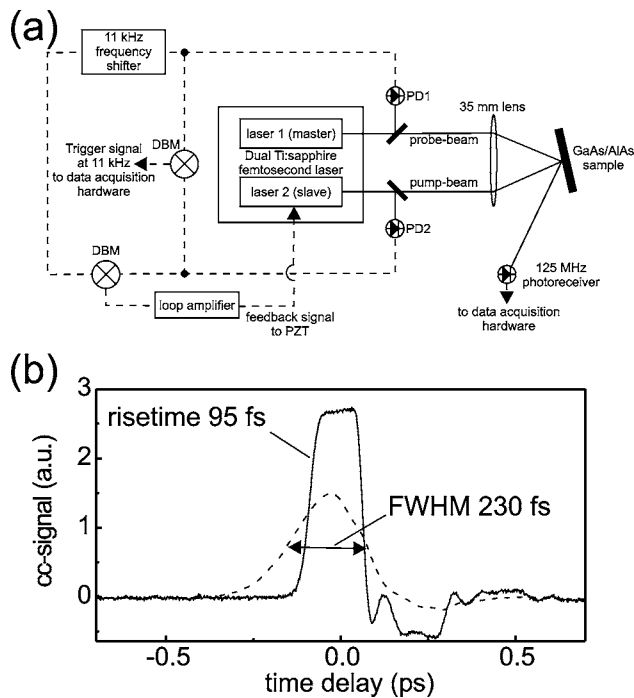 (a)
11 kHz
frequency
shifter
DBM
Trigger signal
at 11 kHz
to data acquisition
hardware
DBM
loop amplifier
feedback signal
to PZT
laser 1 (master)
Dual Ti:sapphire
femtosecond laser
laser 2 (slave)
PD1
PD2
probe-beam
pump-beam
35 mm lens
GaAs/AlAs
sample
125 MHz
photoreceiver
to data acquisition
hardware
(b)
cc-signal (a.u.)
3
2
1
0
risetime 95 fs
FWHM 230 fs
-0.5
0.0
0.5
time delay (ps)